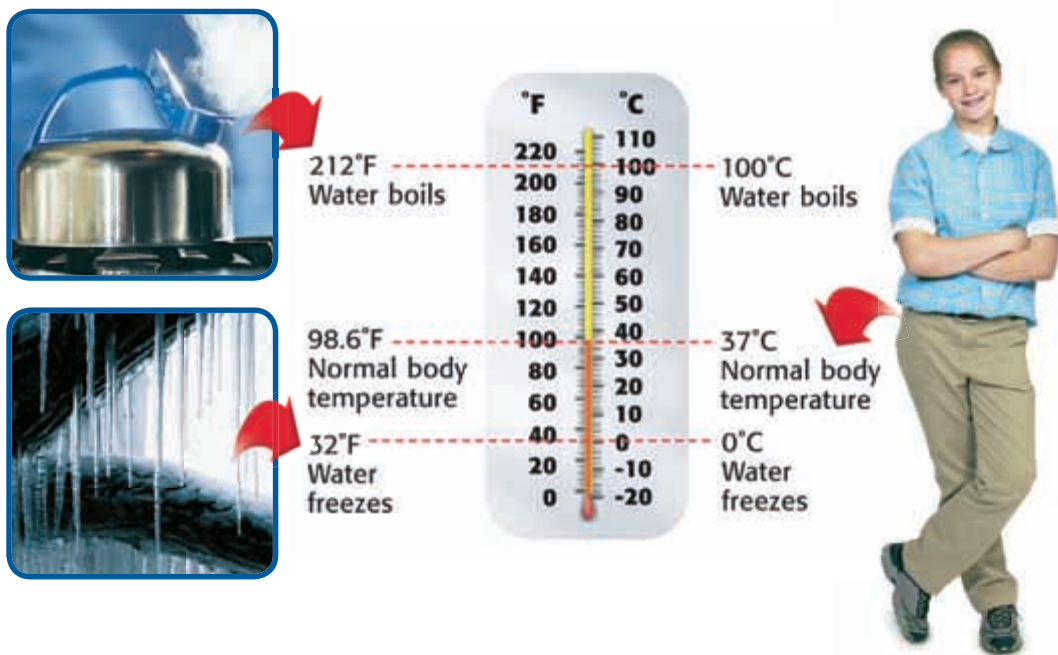 212°F
Water boils
98.6°F
Normal body
temperature
32°F
Water
freezes
°F
220
200
180
160
140
120
100
80
60
40
20
0
°C
110
100
90
80
70
60
50
40
30
20
10
0
-10
-20
100°C
Water boils
37°C
Normal body
temperature
0°C
Water
freezes